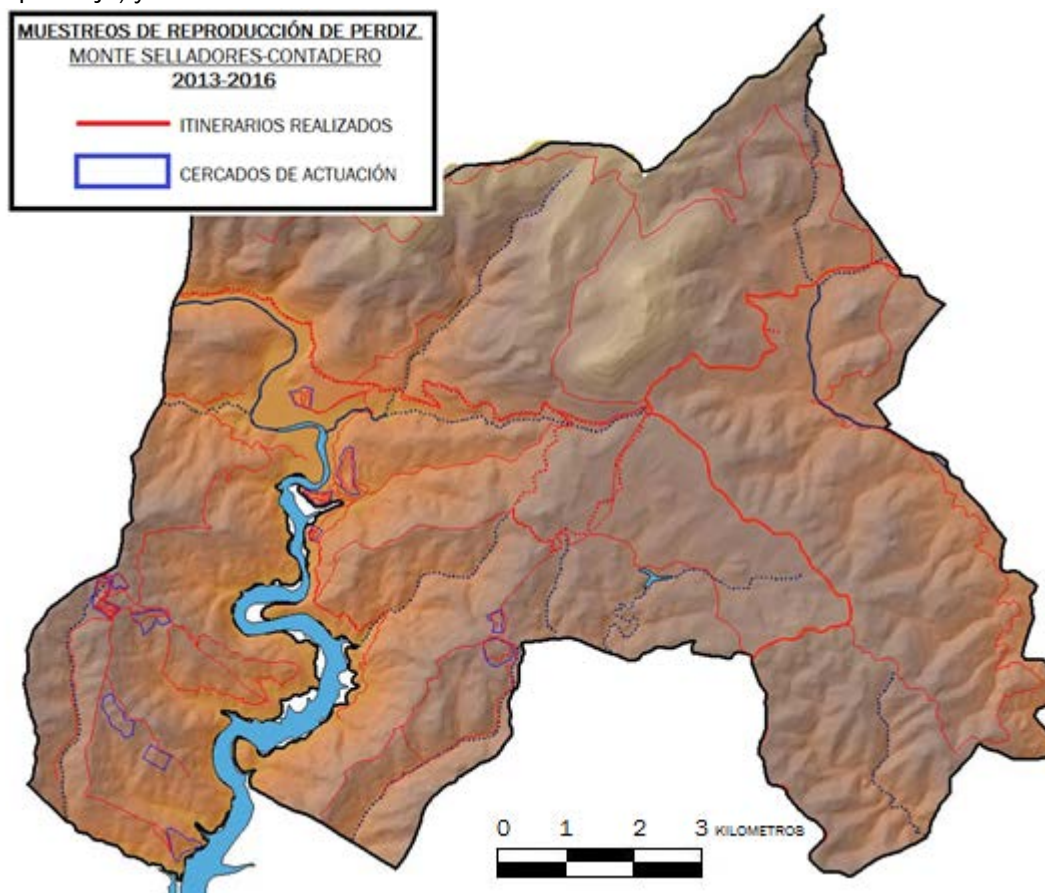 MUESTREOS DE REPRODUCCIÓN DE PERDIZ.
MONTE SELLADORES-CONTADERO
2013-2016
ITINERARIOS REALIZADOS
CERCADOS DE ACTUACIÓN
0 1 2 3 KILOMETROS